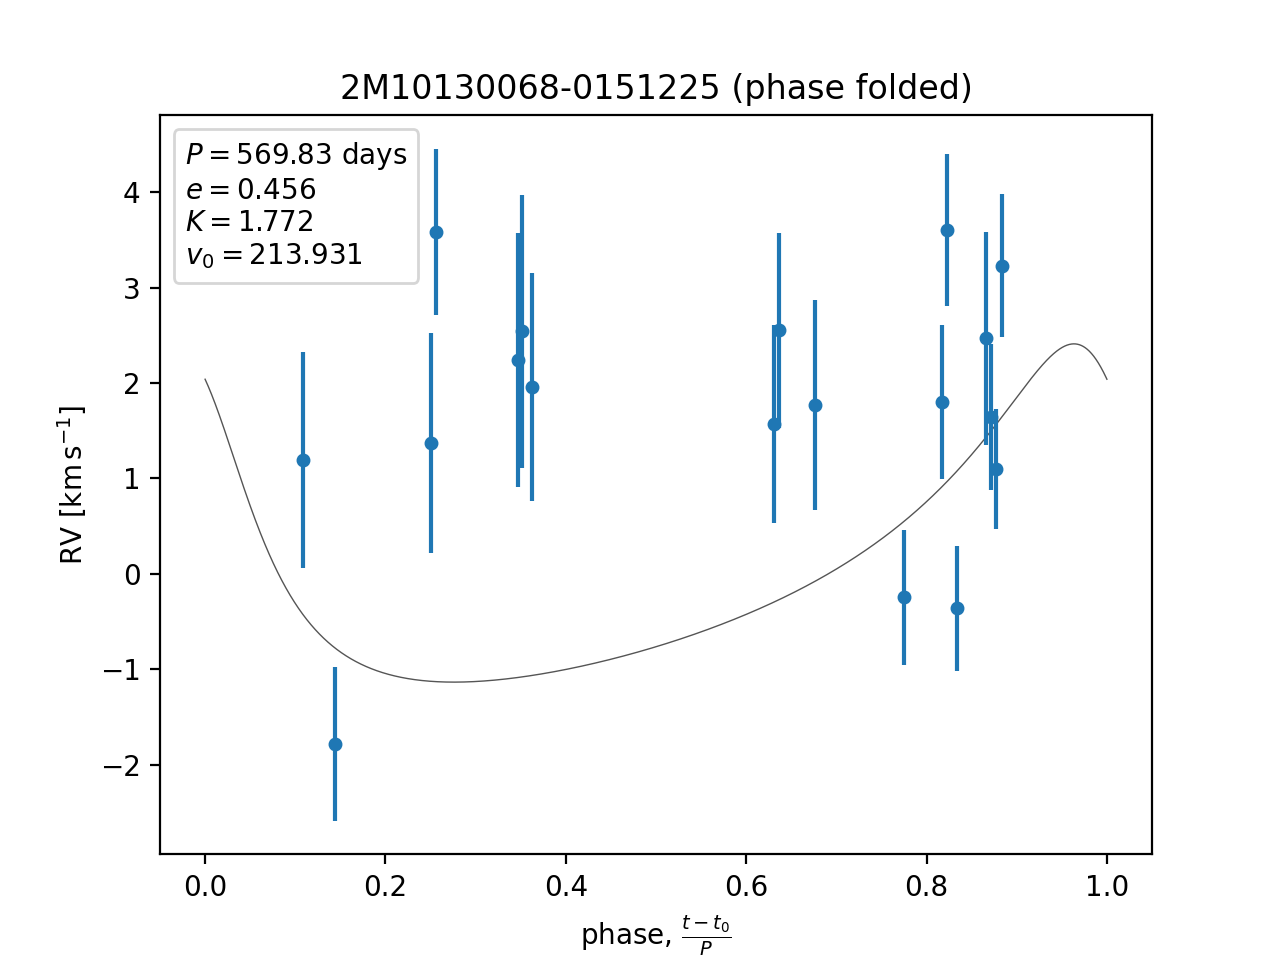 2M10130068-0151225 (phase folded)
P = 569.83 days
e = 0.456
K = 1.772
v₀ = 213.931
4
3
2
1
0
−1
−2
RV [km s⁻¹]
0.0 0.2 0.4 0.6 0.8 1.0
phase, (t − t₀)/P